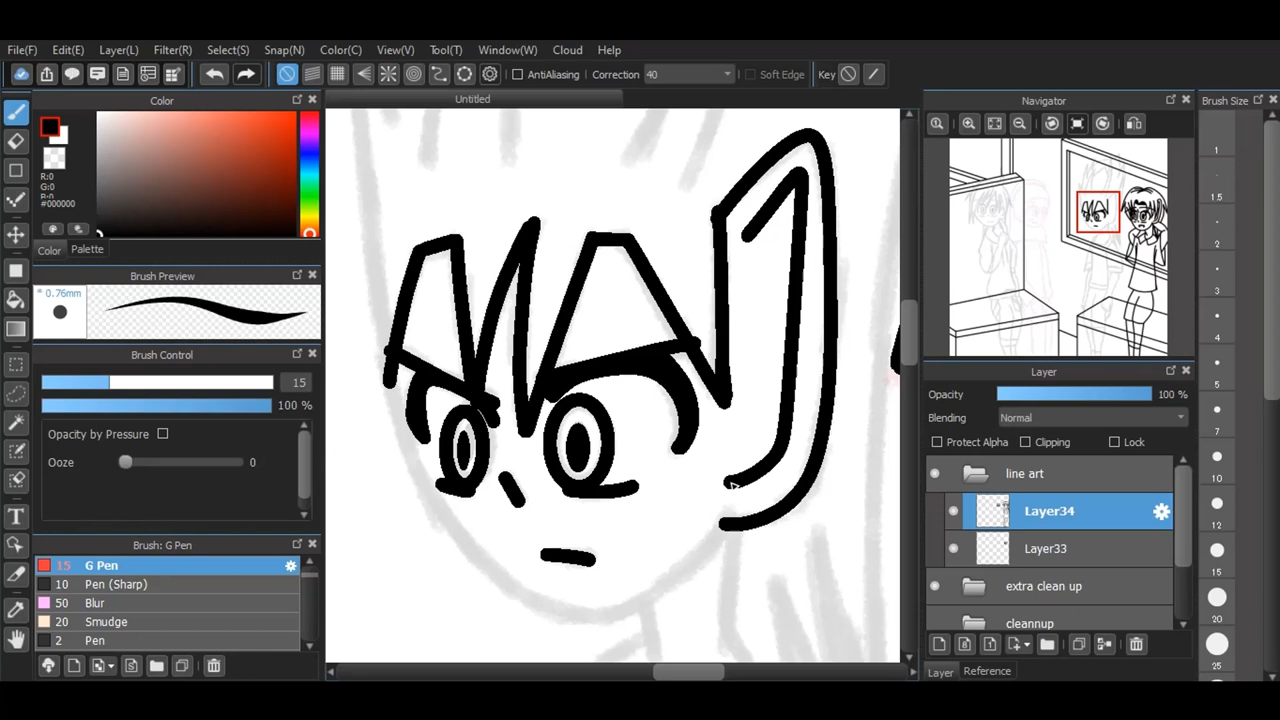 File(F) Edit(E) Layer(L) Filter(R) Select(S) Snap(N) Color(C) View(V) Tool(T) Window(W) Cloud Help
AntiAliasing Correction 40 Soft Edge Key
Color
R:0
G:0
B:0
#000000
Color Palette
Brush Preview
* 0.76mm
Brush Control
15
100 %
Opacity by Pressure
Ooze 0
Brush: G Pen
15 G Pen
10 Pen (Sharp)
50 Blur
20 Smudge
2 Pen
Untitled
Navigator
Layer
Opacity 100 %
Blending Normal
Protect Alpha Clipping Lock
line art
Layer34
Layer33
extra clean up
cleannup
Layer Reference
Brush Size
1
1.5
2
3
4
5
7
10
12
15
20
25